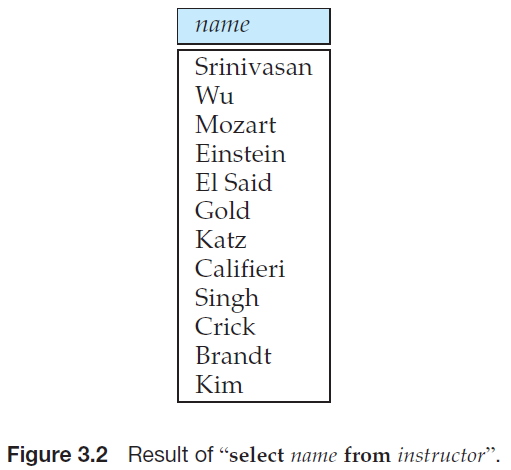 name
Srinivasan
Wu
Mozart
Einstein
El Said
Gold
Katz
Califieri
Singh
Crick
Brandt
Kim
Figure 3.2 Result of “select name from instructor”.